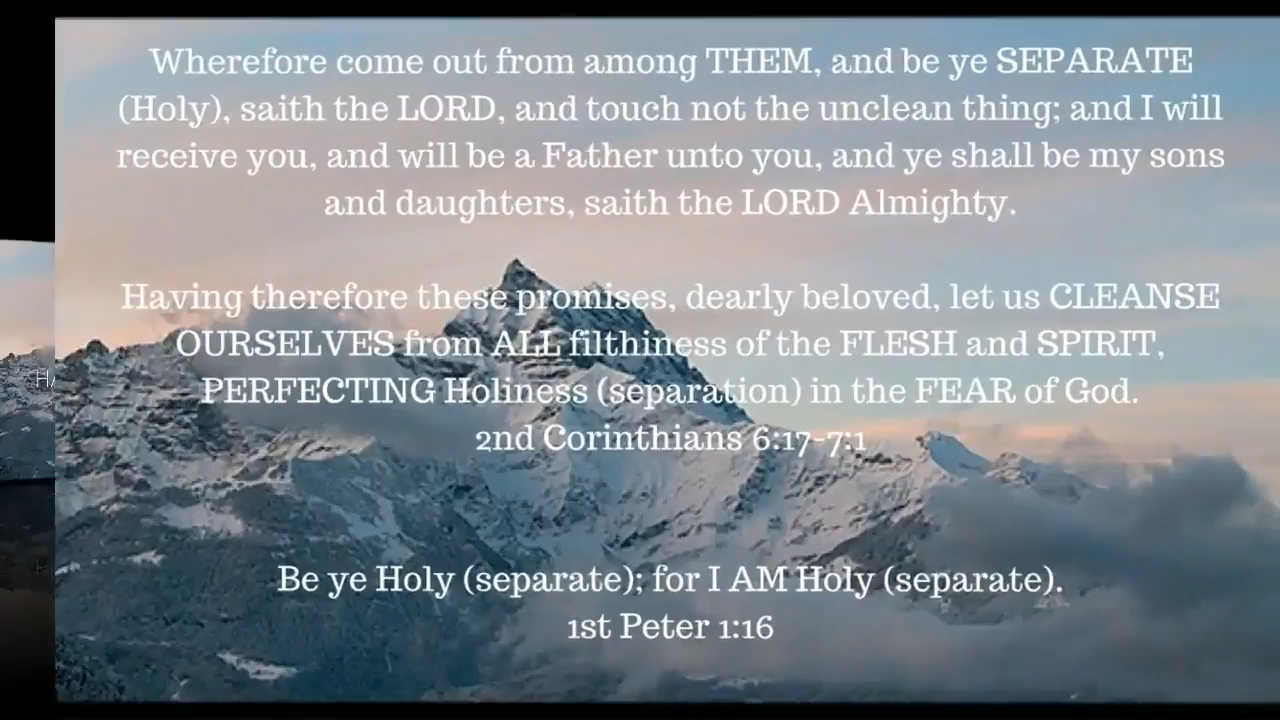 Wherefore come out from among THEM, and be ye SEPARATE
(Holy), saith the LORD, and touch not the unclean thing; and I will
receive you, and will be a Father unto you, and ye shall be my sons
and daughters, saith the LORD Almighty.
Having therefore these promises, dearly beloved, let us CLEANSE
OURSELVES from ALL filthiness of the FLESH and SPIRIT,
PERFECTING Holiness (separation) in the FEAR of God.
2nd Corinthians 6:17-7:1
Be ye Holy (separate); for I AM Holy (separate).
1st Peter 1:16